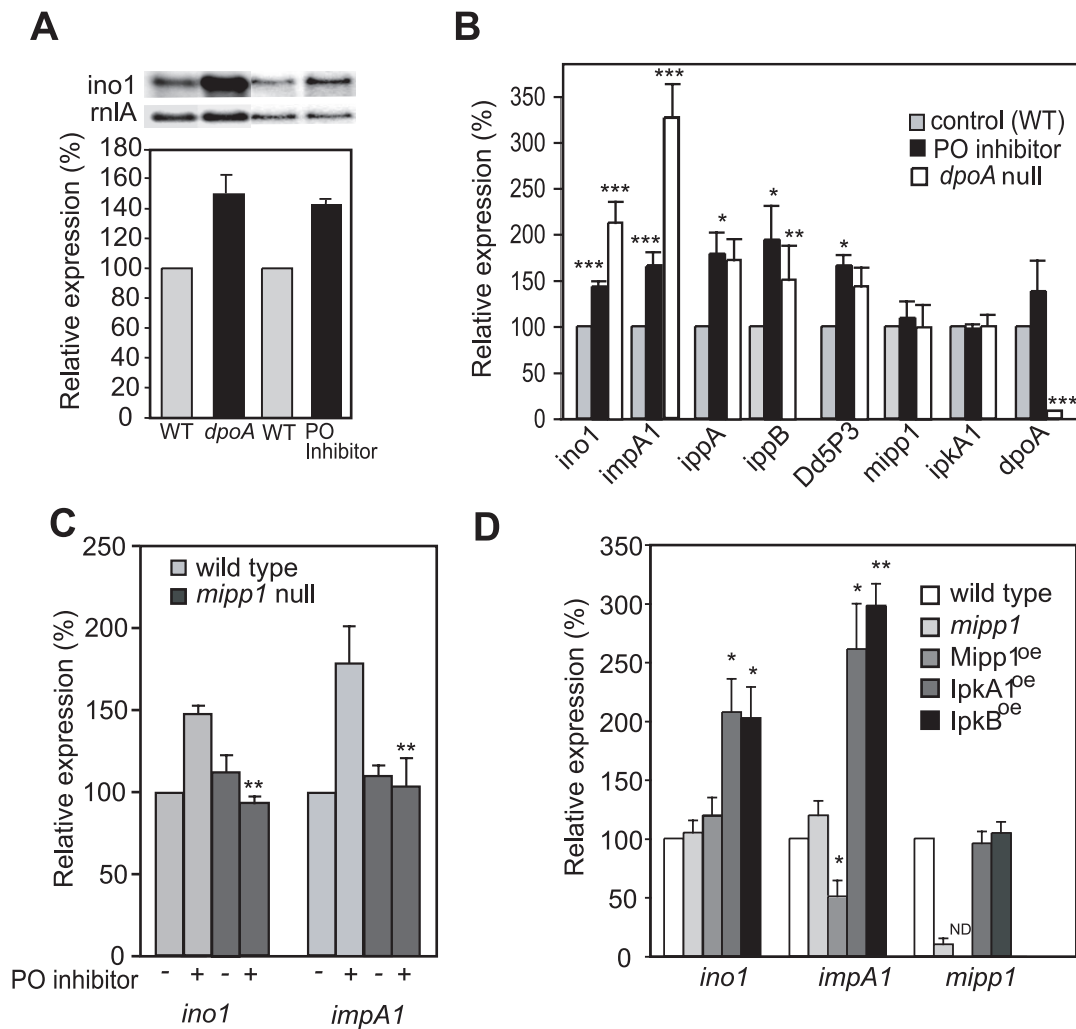 A
ino1
rnlA
Relative expression (%)
140
160
140
120
100
80
60
40
20
0
WT
dpoA
WT
PO
Inhibitor
B
Relative expression (%)
350
300
250
200
150
100
50
0
control (WT)
PO inhibitor
dpoA null
***
***
***
***
*
*
**
*
***
ino1
impA1
ippA
ippB
Dd5P3
mipp1
ipkA1
dpoA
C
Relative expression (%)
250
200
150
100
50
0
wild type
mipp1 null
**
**
PO inhibitor
- + - + - + - +
ino1
impA1
D
Relative expression (%)
350
300
250
200
150
100
50
0
wild type
mipp1
Mipp1oe
IpkA1oe
IpkBoe
*
*
*
*
**
ND
ino1
impA1
mipp1